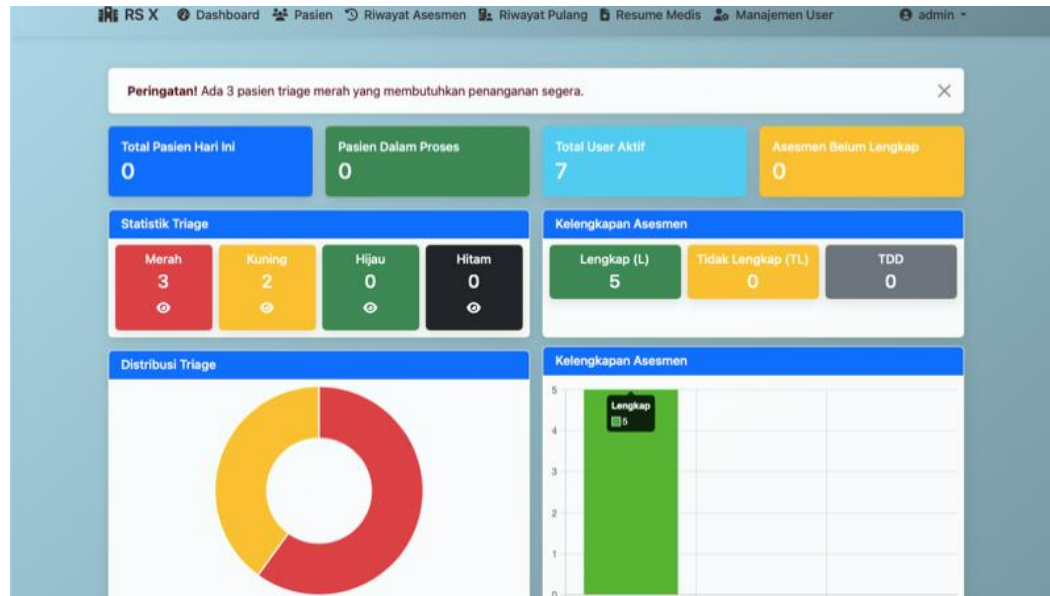 RS X Dashboard Pasien Riwayat Asesmen Riwayat Pulang Resume Medis Manajemen User admin
Peringatan! Ada 3 pasien triage merah yang membutuhkan penanganan segera.
Total Pasien Hari Ini
0
Pasien Dalam Proses
0
Total User Aktif
7
Asesmen Belum Lengkap
0
Statistik Triage
Merah
3
Kuning
2
Hijau
0
Hitam
0
Kelengkapan Asesmen
Lengkap (L)
5
Tidak Lengkap (TL)
0
TDD
0
Distribusi Triage
Kelengkapan Asesmen
5
4
3
2
1
0
Lengkap
5